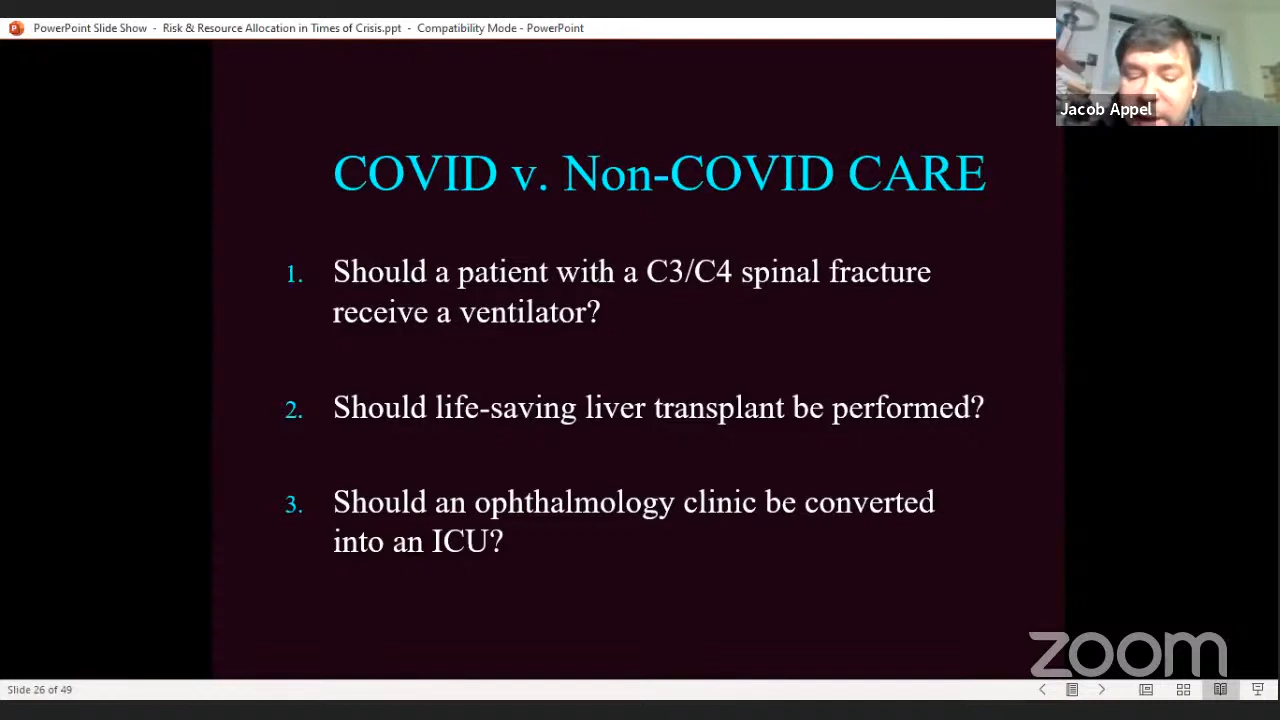 PowerPoint Slide Show - Risk & Resource Allocation in Times of Crisis.ppt - Compatibility Mode - PowerPoint
Jacob Appel
COVID v. Non-COVID CARE
1. Should a patient with a C3/C4 spinal fracture
receive a ventilator?
2. Should life-saving liver transplant be performed?
3. Should an ophthalmology clinic be converted
into an ICU?
zoom
Slide 26 of 49